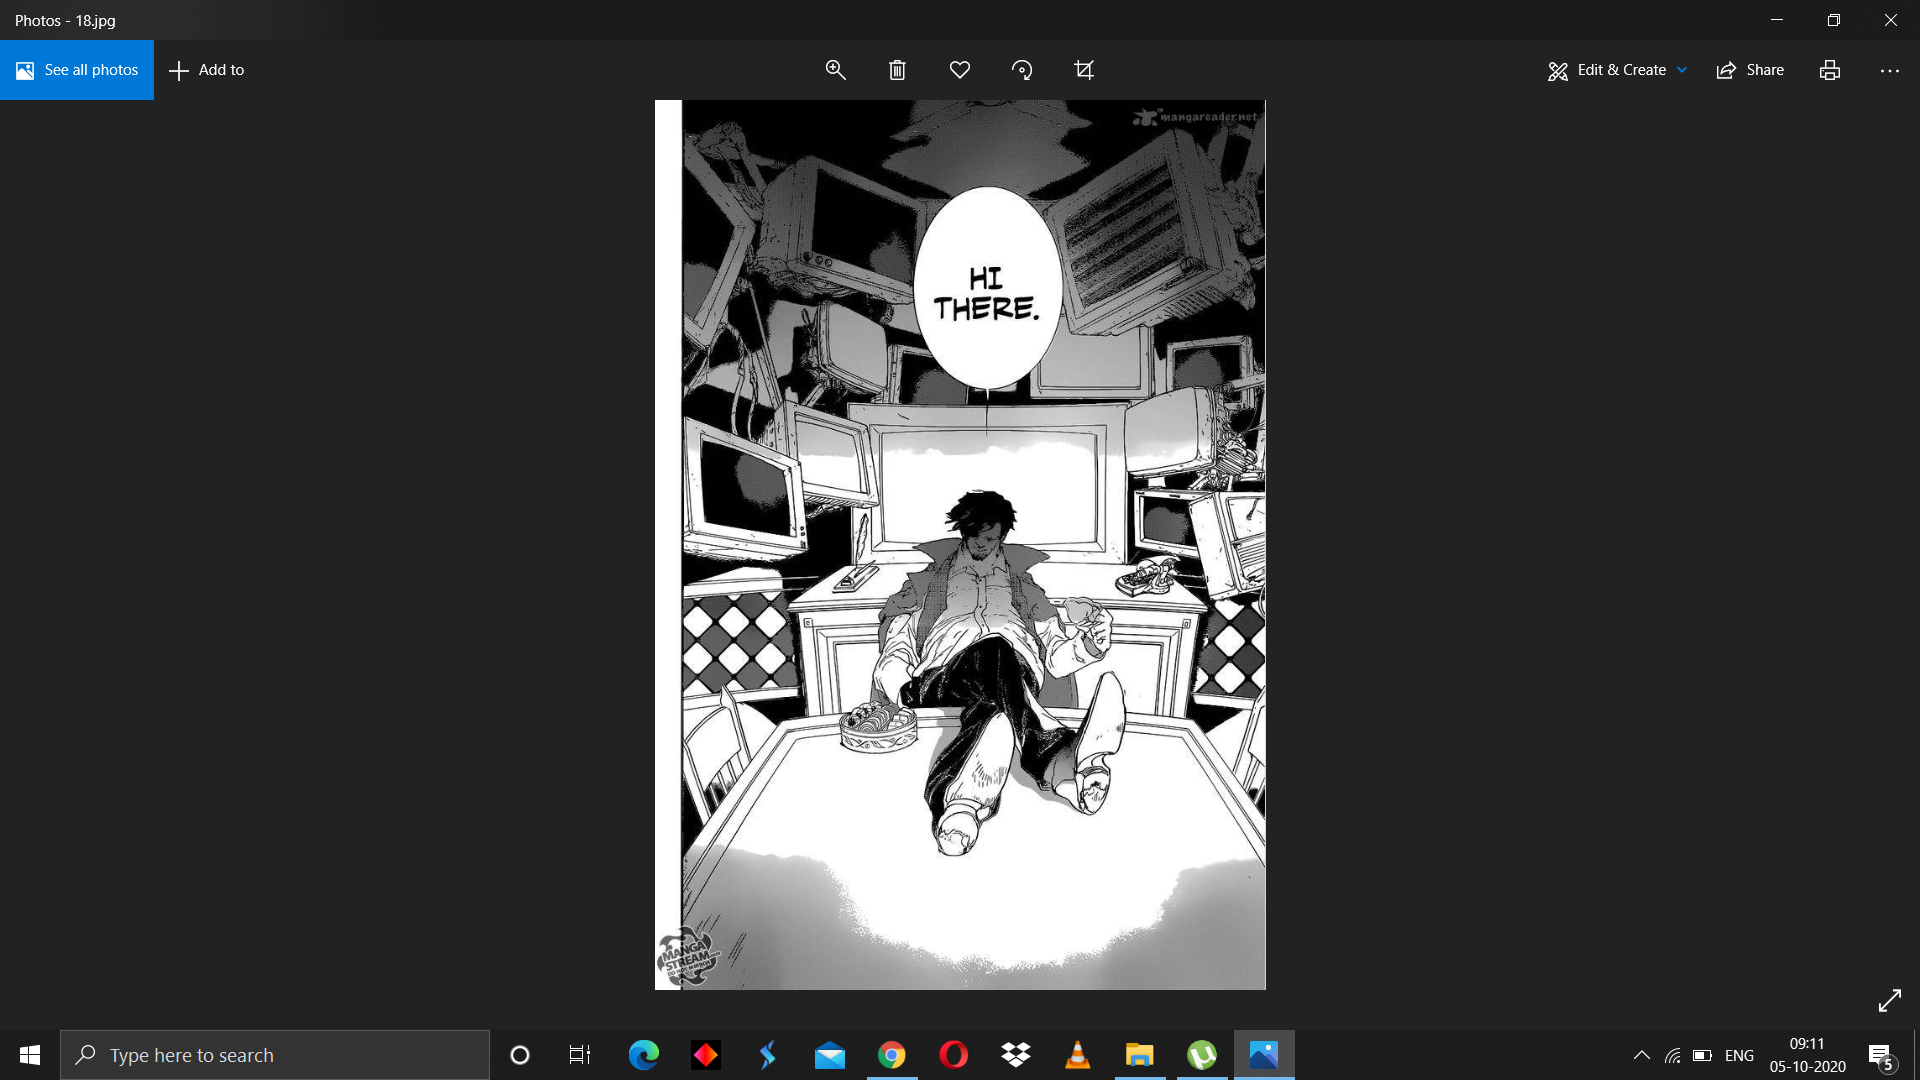 Photos - 18.jpg
See all photos
Add to
Edit & Create
Share
mangareader.net
HI
THERE.
MANGA
STREAM
Type here to search
ENG
09:11
05-10-2020
5